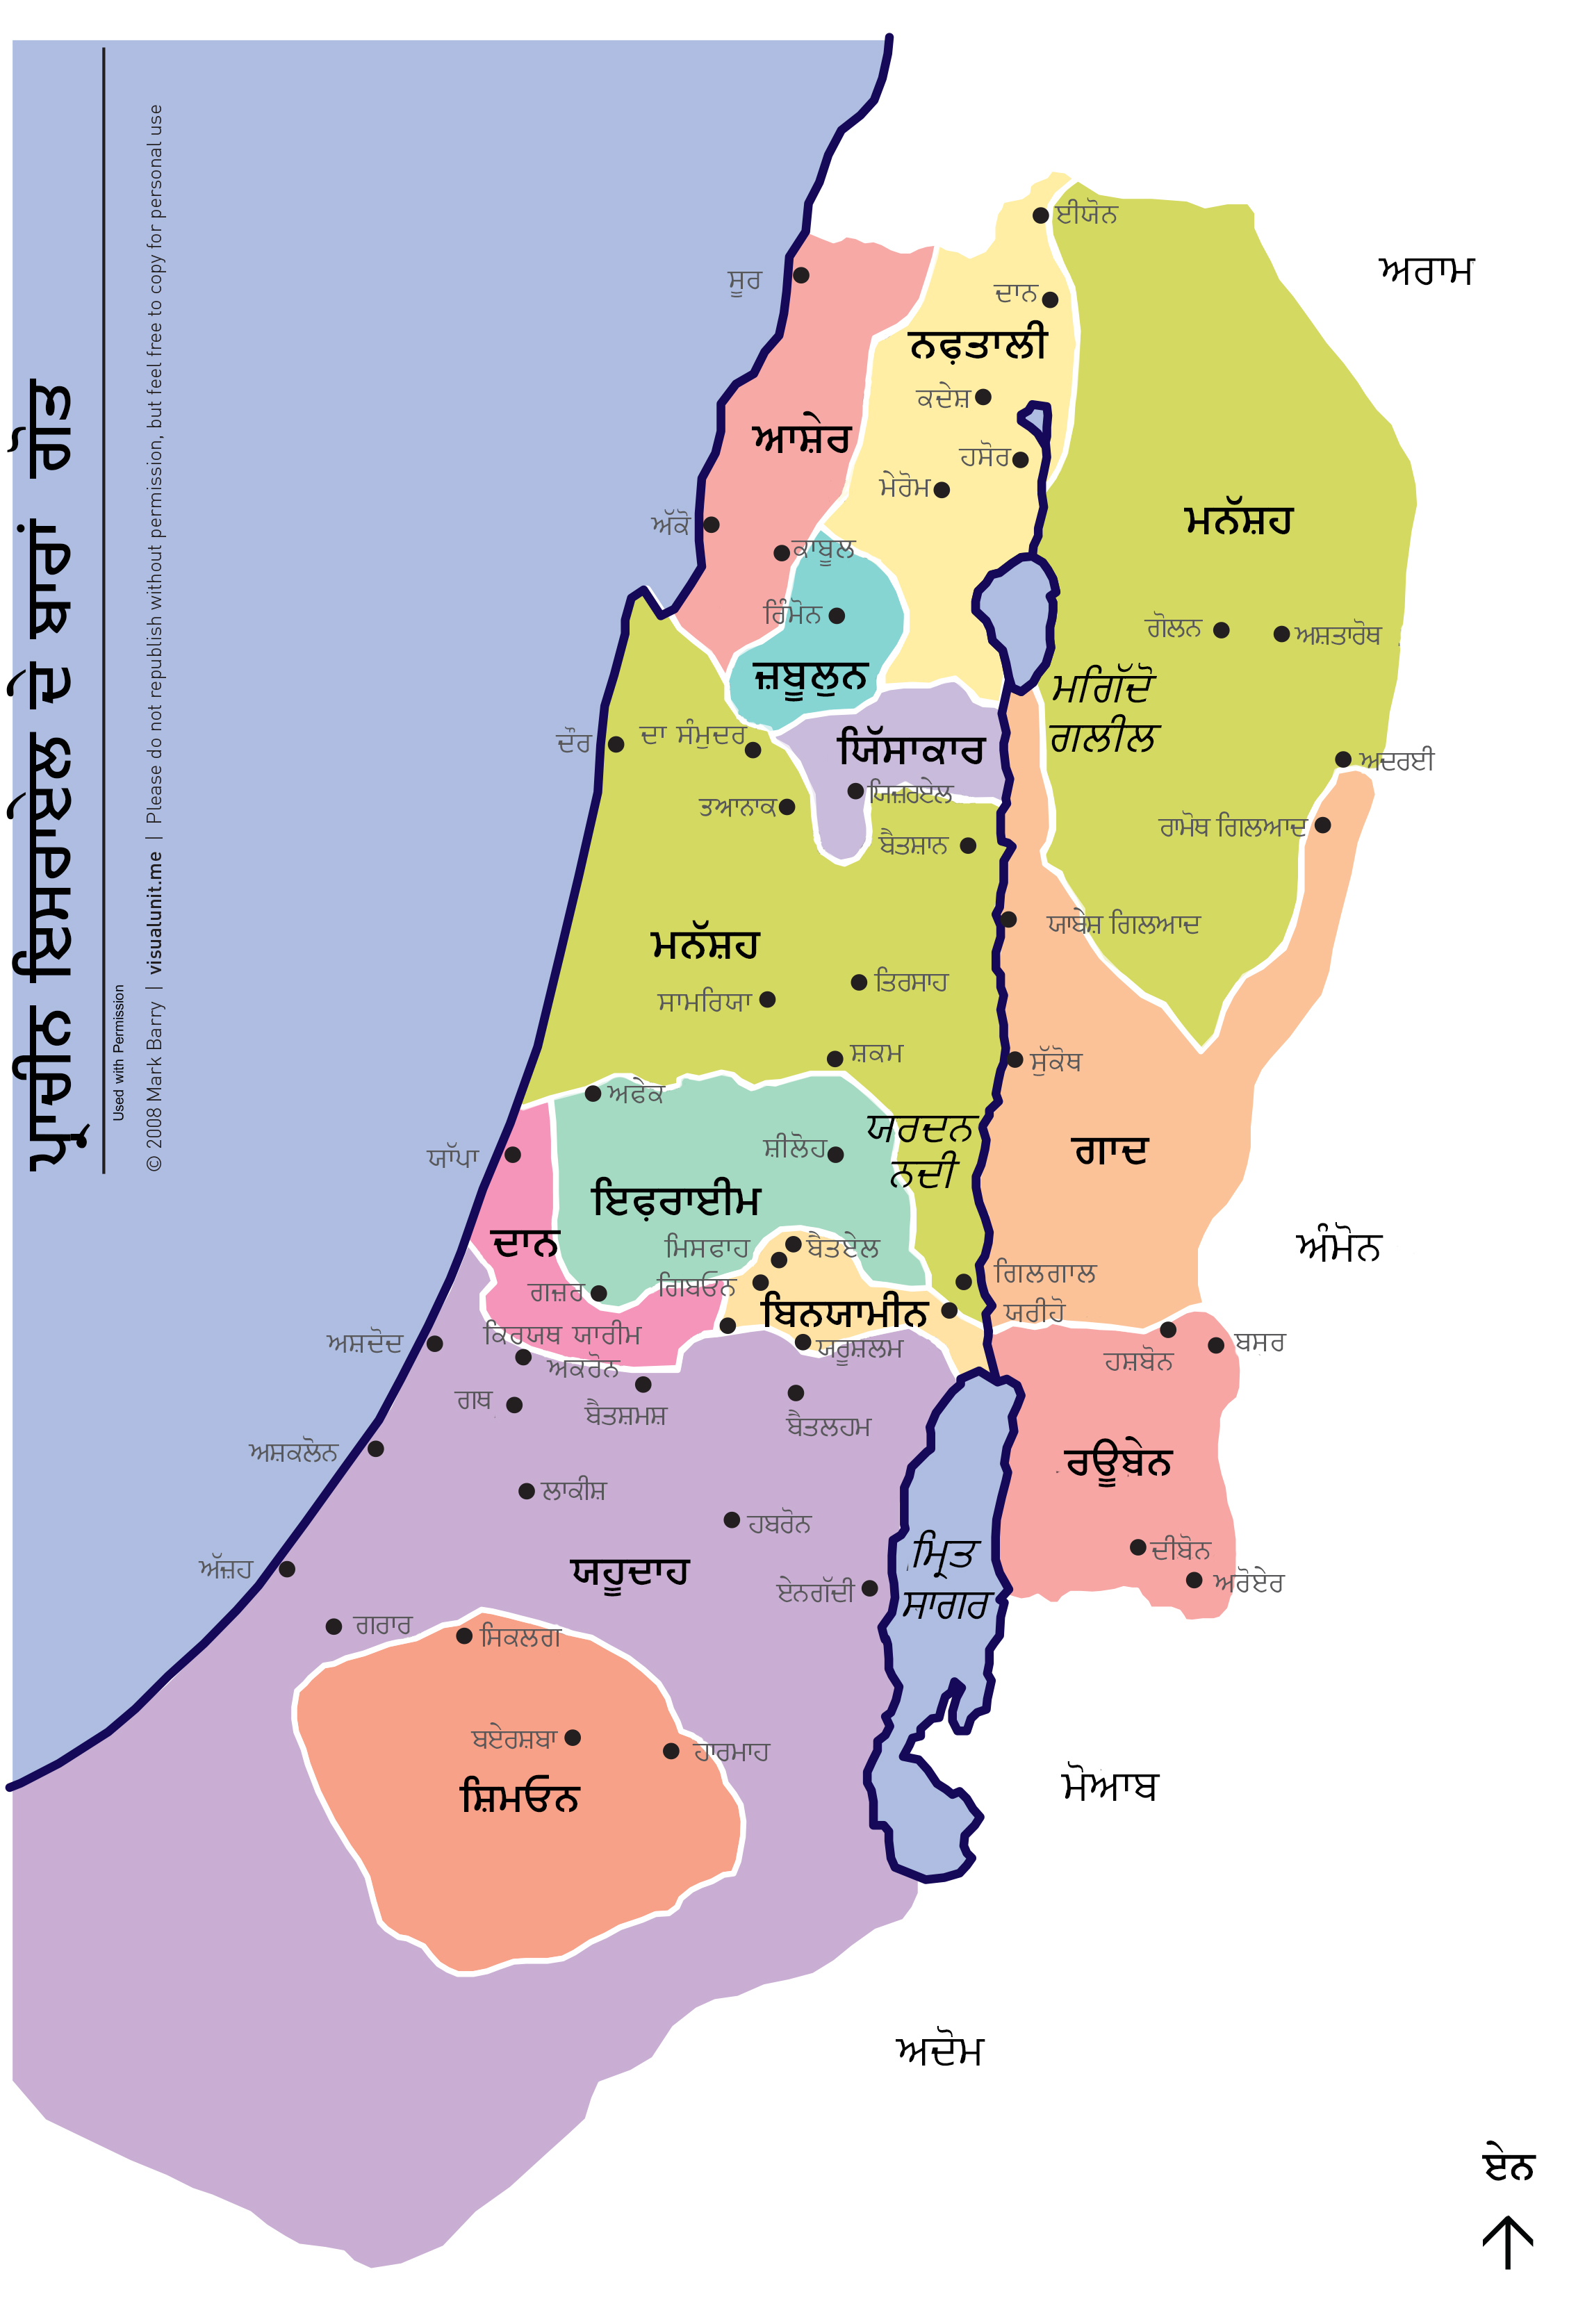 ਪ੍ਰਾਚੀਨ ਇਸਰਾਏਲ ਦੇ ਬਾਰਾਂ ਗੋਤ
Used with Permission
© 2008 Mark Barry | visualunit.me | Please do not republish without permission, but feel free to copy for personal use
ਈਯੋਨ
ਅਰਾਮ
ਸੂਰ
ਦਾਨ
ਨਫ਼ਤਾਲੀ
ਕਦੇਸ਼
ਆਸ਼ੇਰ
ਹਸੋਰ
ਮੇਰੋਮ
ਮਨੱਸ਼ਹ
ਅੱਕੋ
ਕਾਬੂਲ
ਰਿੰਮੋਨ
ਗੋਲਨ
ਅਸ਼ਤਾਰੋਥ
ਜ਼ਬੂਲੁਨ
ਮਗਿੱਦੋ
ਗਲੀਲ
ਦੌਰ
ਦਾ ਸੰਮੁਦਰ
ਯਿੱਸਾਕਾਰ
ਅਦਰਈ
ਯਿਜ਼ਰਏਲ
ਤਆਨਾਕ
ਰਾਮੋਥ ਗਿਲਆਦ
ਬੈਤਸ਼ਾਨ
ਯਾਬੇਸ਼ ਗਿਲਆਦ
ਮਨੱਸ਼ਹ
ਤਿਰਸਾਹ
ਸਾਮਰਿਯਾ
ਸ਼ਕਮ
ਸੁੱਕੋਥ
ਅਫੇਕ
ਯਰਦਨ
ਨਦੀ
ਸ਼ੀਲੋਹ
ਯਾੱਪਾ
ਗਾਦ
ਇਫ਼ਰਾਈਮ
ਦਾਨ
ਮਿਸਫਾਹ
ਬੈਤਏਲ
ਅੰਮੋਨ
ਗਿਲਗਾਲ
ਗਜ਼ਰ
ਗਿਬਓਨ
ਬਿਨਯਾਮੀਨ
ਯਰੀਹੋ
ਅਸ਼ਦੋਦ
ਕਿਰਯਥ ਯਾਰੀਮ
ਯਰੂਸ਼ਲਮ
ਹਸ਼ਬੋਨ
ਬਸਰ
ਅਕਰੋਨ
ਗਥ
ਬੈਤਸ਼ਮਸ਼
ਬੈਤਲਹਮ
ਅਸ਼ਕਲੋਨ
ਰਊਬੇਨ
ਲਾਕੀਸ਼
ਹਬਰੋਨ
ਮ੍ਰਿਤ
ਸਾਗਰ
ਦੀਬੋਨ
ਅੱਜ਼ਹ
ਯਹੂਦਾਹ
ਏਨਗੱਦੀ
ਅਰੋਏਰ
ਗਰਾਰ
ਸਿਕਲਗ
ਬਏਰਸ਼ਬਾ
ਹਾਰਮਾਹ
ਸ਼ਿਮਓਨ
ਮੋਆਬ
ਅਦੋਮ
ਏਨ